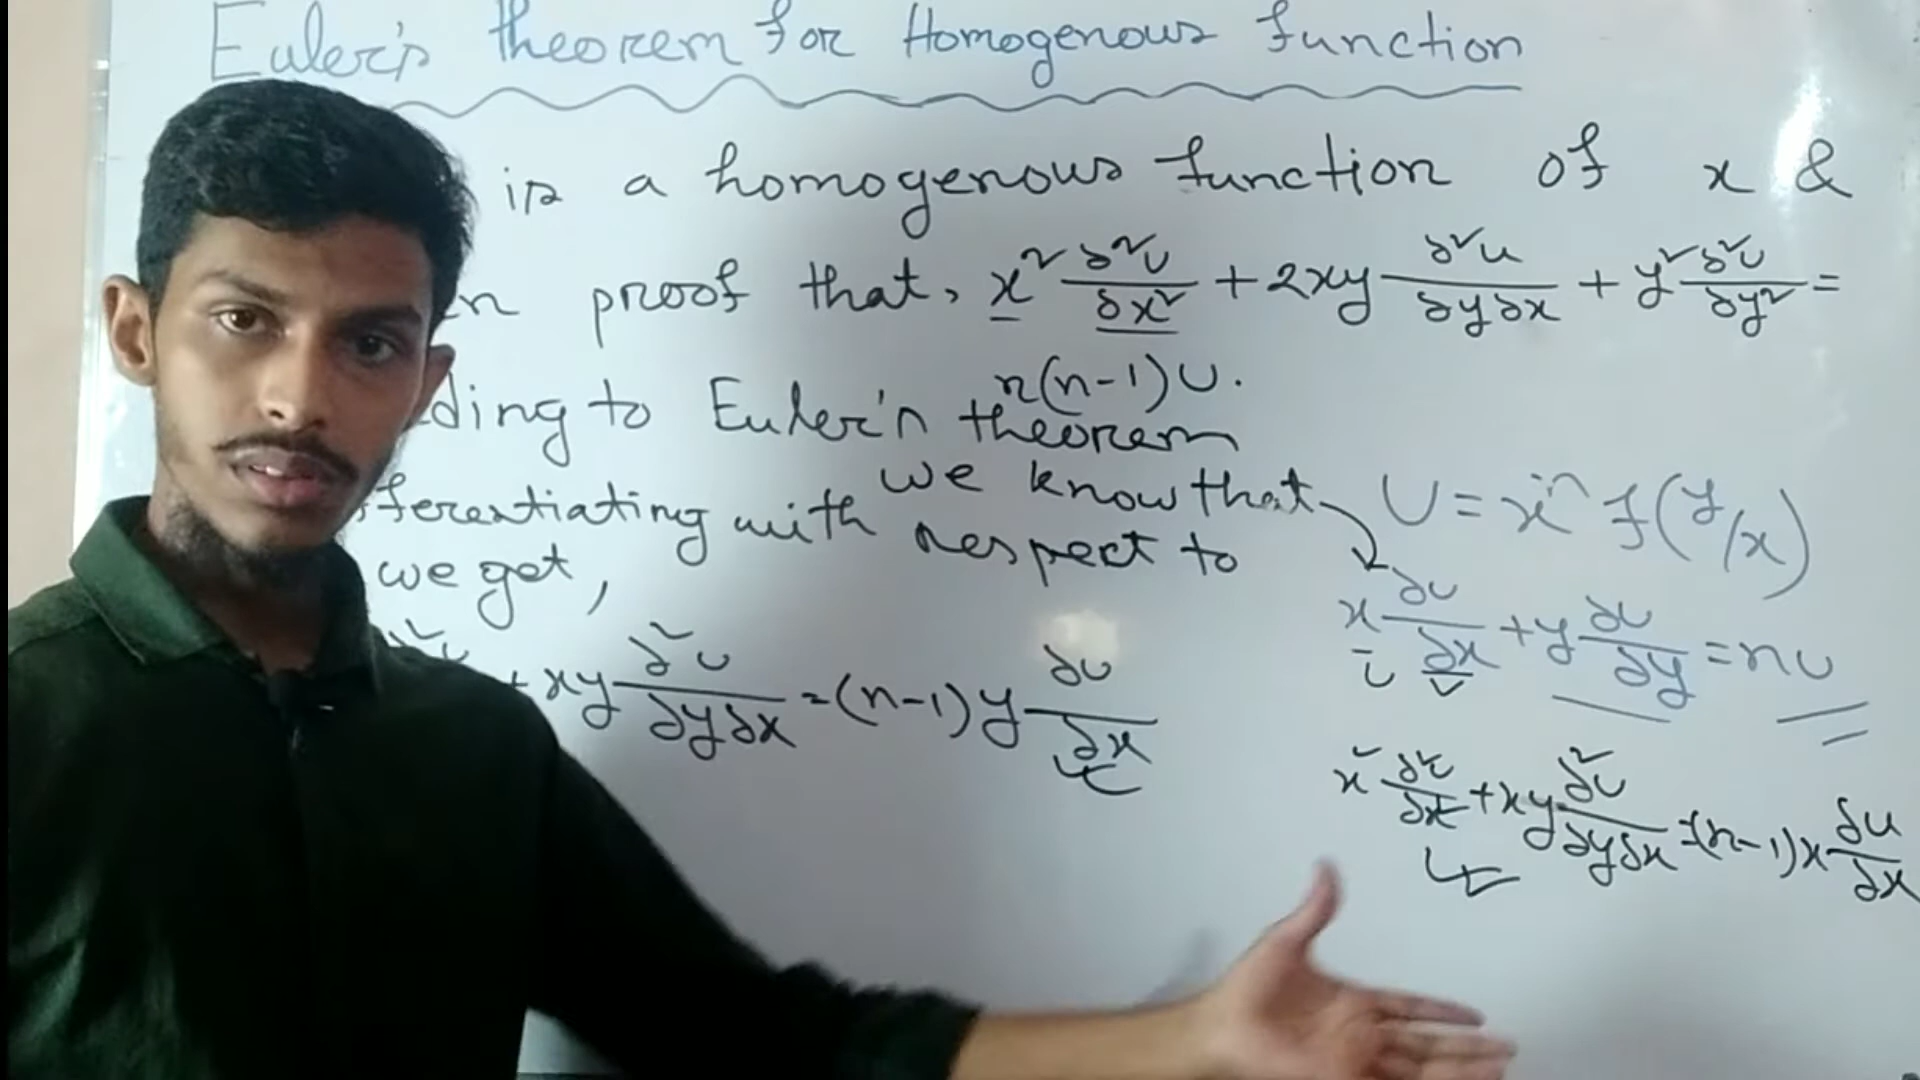 Euler's theorem for Homogenous function
is a homogenous function of x &
proof that, x² ∂²U/∂x² + 2xy ∂²u/∂y∂x + y² ∂²U/∂y² =
n(n-1)U.
ding to Euler's theorem
we know that
U = xⁿ f(y/x)
fferentiating with respect to
we get,
x ∂U/∂x + y ∂U/∂y = nU
+ xy ∂²U/∂y∂x = (n-1) y ∂U/∂x
x² ∂²U/∂x² + xy ∂²U/∂y∂x = (n-1) x ∂u/∂x